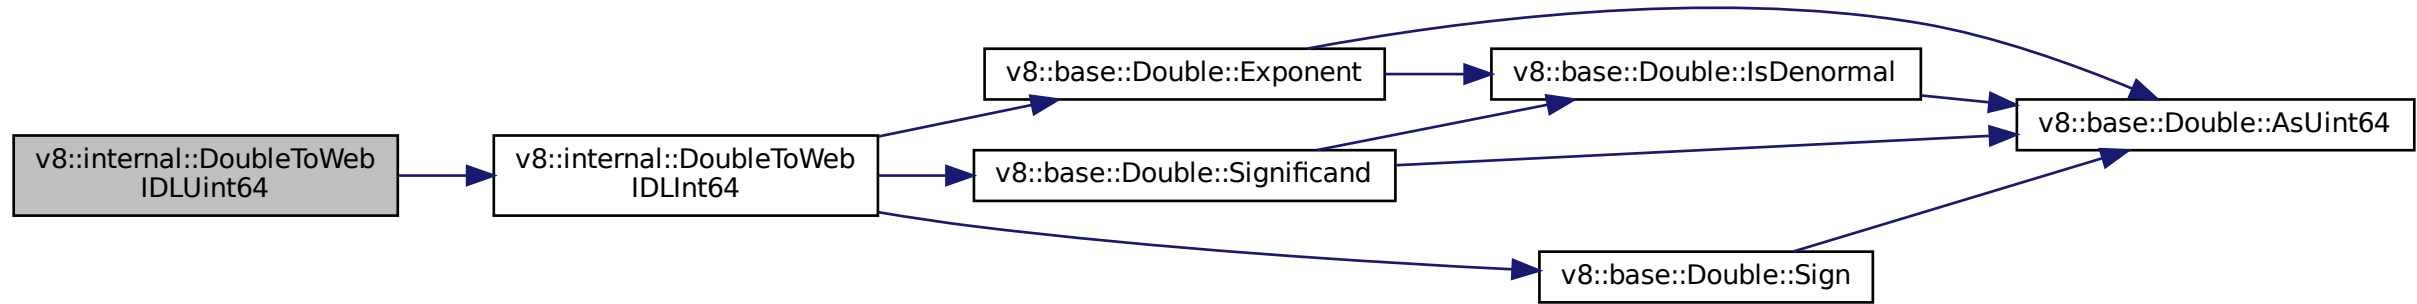 v8::internal::DoubleToWeb
IDLUint64
v8::internal::DoubleToWeb
IDLInt64
v8::base::Double::Exponent
v8::base::Double::Significand
v8::base::Double::IsDenormal
v8::base::Double::Sign
v8::base::Double::AsUint64